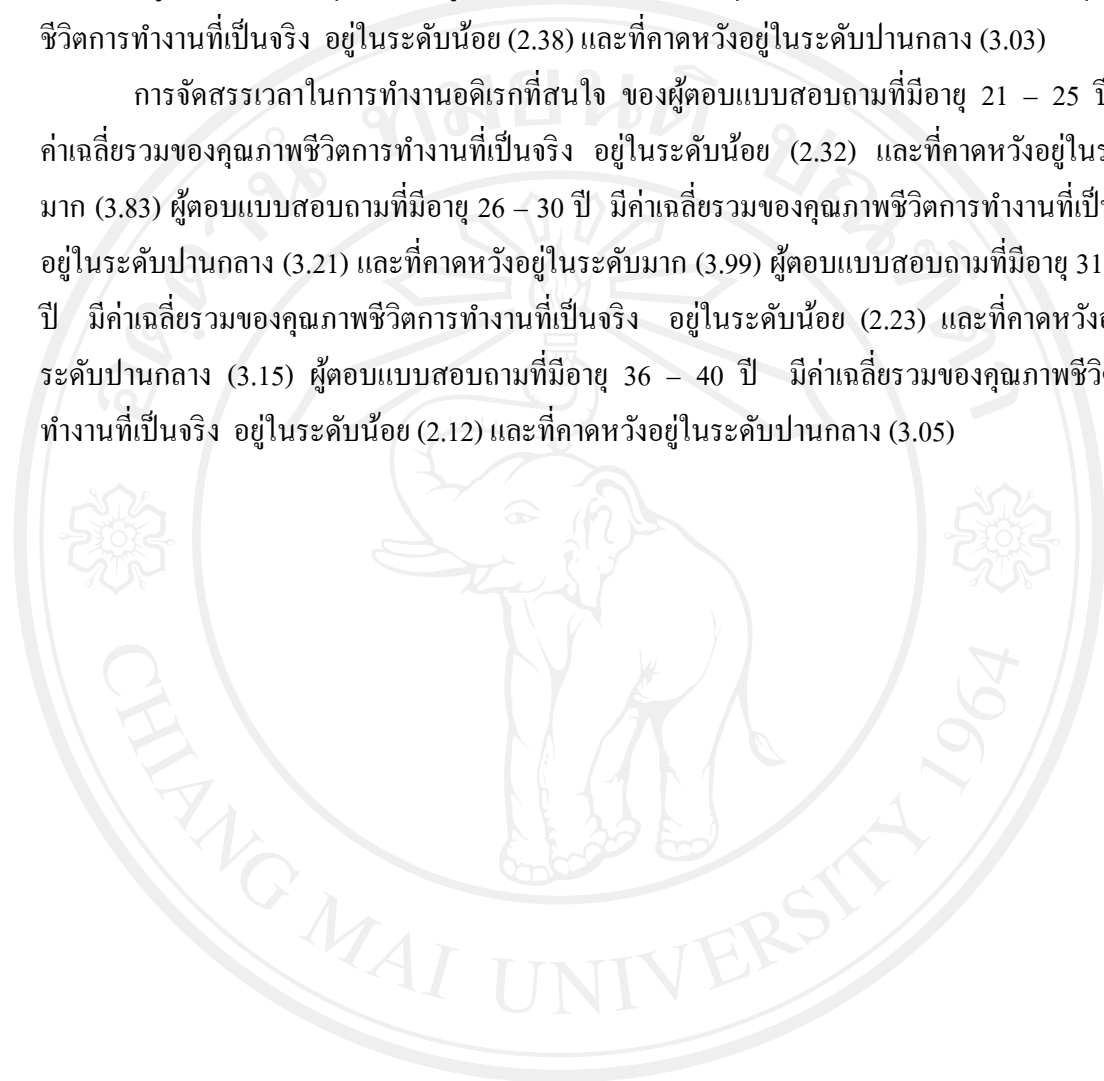 ชีวิตการทำงานที่เป็นจริง อยู่ในระดับน้อย (2.38) และที่คาดหวังอยู่ในระดับปานกลาง (3.03)
การจัดสรรเวลาในการทำงานอดิเรกที่สนใจ ของผู้ตอบแบบสอบถามที่มีอายุ 21 – 25
ค่าเฉลี่ยรวมของคุณภาพชีวิตการทำงานที่เป็นจริง อยู่ในระดับน้อย (2.32) และที่คาดหวังอยู่ใน
มาก (3.83) ผู้ตอบแบบสอบถามที่มีอายุ 26 – 30 ปี มีค่าเฉลี่ยรวมของคุณภาพชีวิตการทำงานที่
อยู่ในระดับปานกลาง (3.21) และที่คาดหวังอยู่ในระดับมาก (3.99) ผู้ตอบแบบสอบถามที่มีอายุ 31
ปี มีค่าเฉลี่ยรวมของคุณภาพชีวิตการทำงานที่เป็นจริง อยู่ในระดับน้อย (2.23) และที่คาดหวัง
ระดับปานกลาง (3.15) ผู้ตอบแบบสอบถามที่มีอายุ 36 – 40 ปี มีค่าเฉลี่ยรวมของคุณภาพ
ทำงานที่เป็นจริง อยู่ในระดับน้อย (2.12) และที่คาดหวังอยู่ในระดับปานกลาง (3.05)
อตฺตานํ ทมยนฺติ ปณฺฑิตา
CHIANG MAI UNIVERSITY 1964